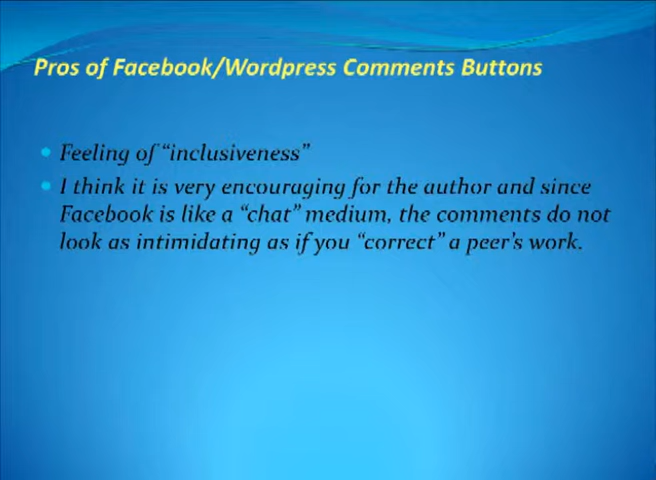 Pros of Facebook/Wordpress Comments Buttons
Feeling of “inclusiveness”
I think it is very encouraging for the author and since
Facebook is like a “chat” medium, the comments do not
look as intimidating as if you “correct” a peer’s work.